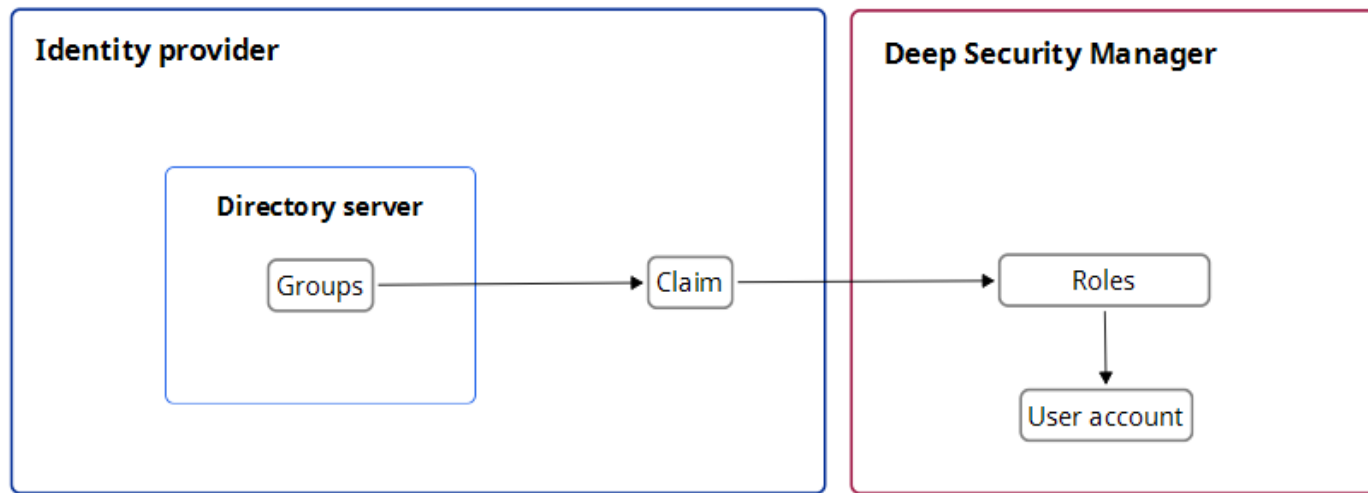 Identity provider
Deep Security Manager
Directory server
Groups
Claim
Roles
User account